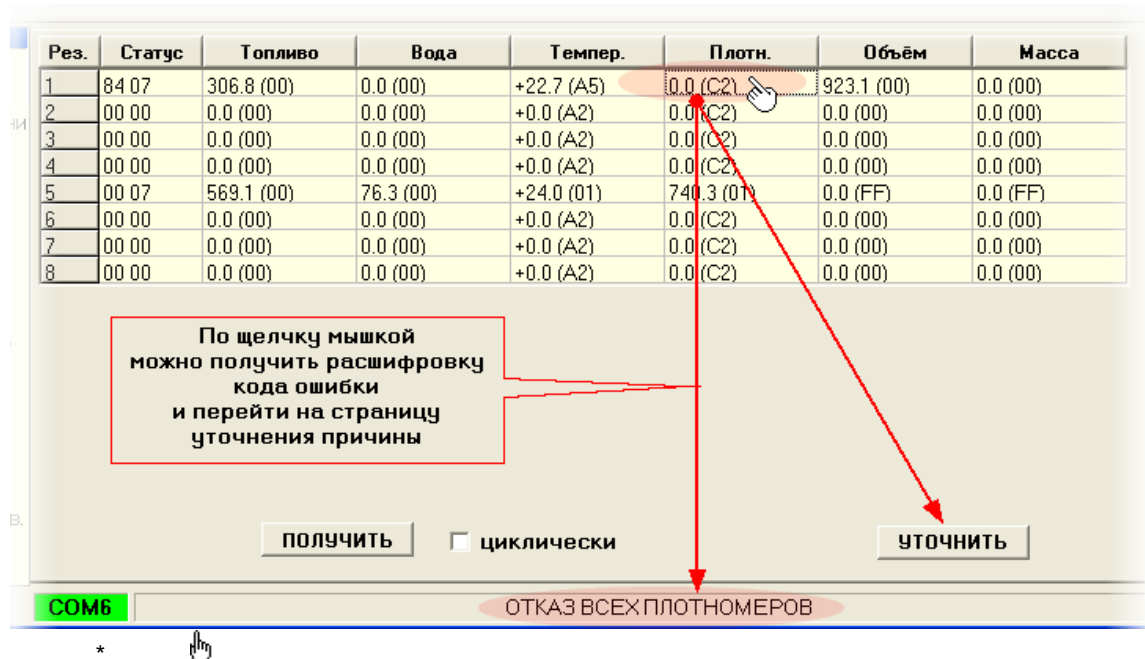 Рез. Статус Топливо Вода Темпер. Плотн. Объём Масса
1 84 07 306.8 (00) 0.0 (00) +22.7 (A5) 0.0 (C2) 923.1 (00) 0.0 (00)
2 00 00 0.0 (00) 0.0 (00) +0.0 (A2) 0.0 (C2) 0.0 (00) 0.0 (00)
3 00 00 0.0 (00) 0.0 (00) +0.0 (A2) 0.0 (C2) 0.0 (00) 0.0 (00)
4 00 00 0.0 (00) 0.0 (00) +0.0 (A2) 0.0 (C2) 0.0 (00) 0.0 (00)
5 00 07 569.1 (00) 76.3 (00) +24.0 (01) 740.3 (01) 0.0 (FF) 0.0 (FF)
6 00 00 0.0 (00) 0.0 (00) +0.0 (A2) 0.0 (C2) 0.0 (00) 0.0 (00)
7 00 00 0.0 (00) 0.0 (00) +0.0 (A2) 0.0 (C2) 0.0 (00) 0.0 (00)
8 00 00 0.0 (00) 0.0 (00) +0.0 (A2) 0.0 (C2) 0.0 (00) 0.0 (00)
По щелчку мышкой
можно получить расшифровку
кода ошибки
и перейти на страницу
уточнения причины
ПОЛУЧИТЬ циклически УТОЧНИТЬ
COM6 ОТКАЗ ВСЕХ ПЛОТНОМЕРОВ
*